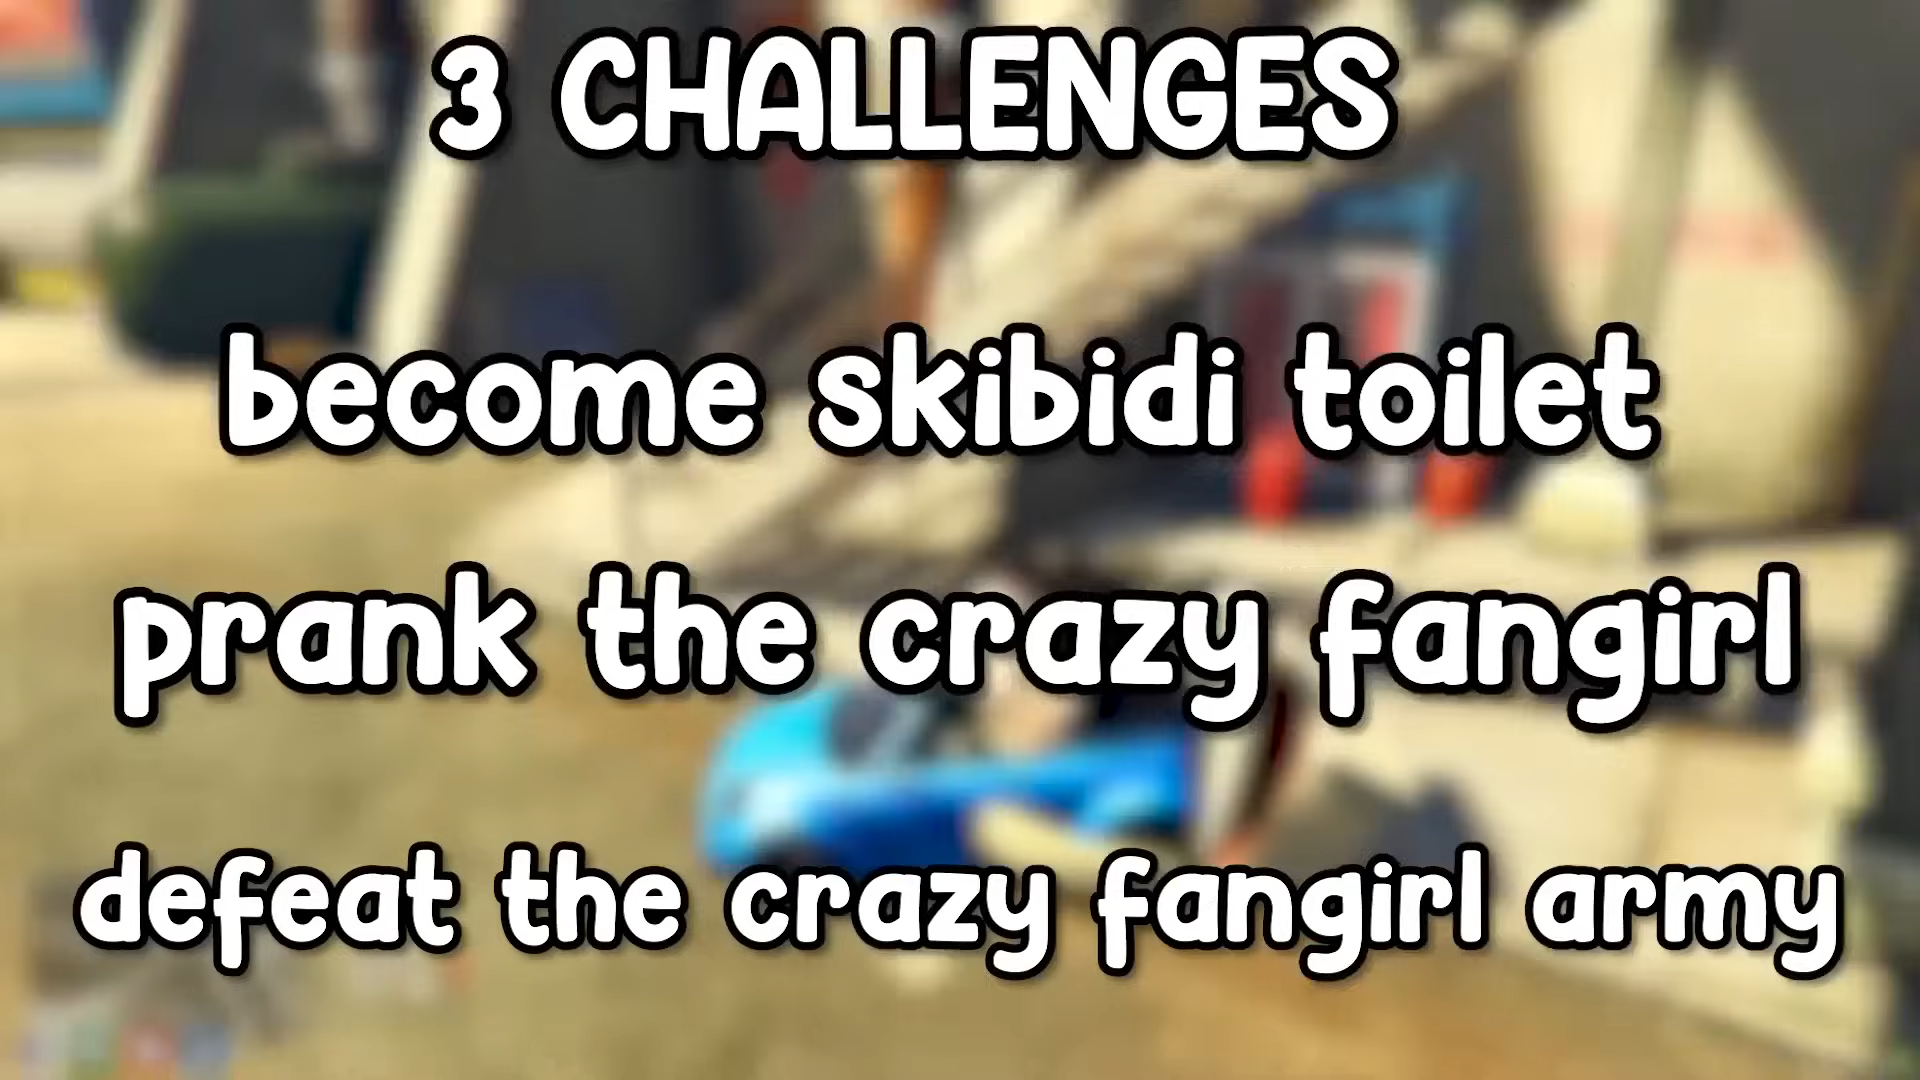 3 CHALLENGES
become skibidi toilet
prank the crazy fangirl
defeat the crazy fangirl army